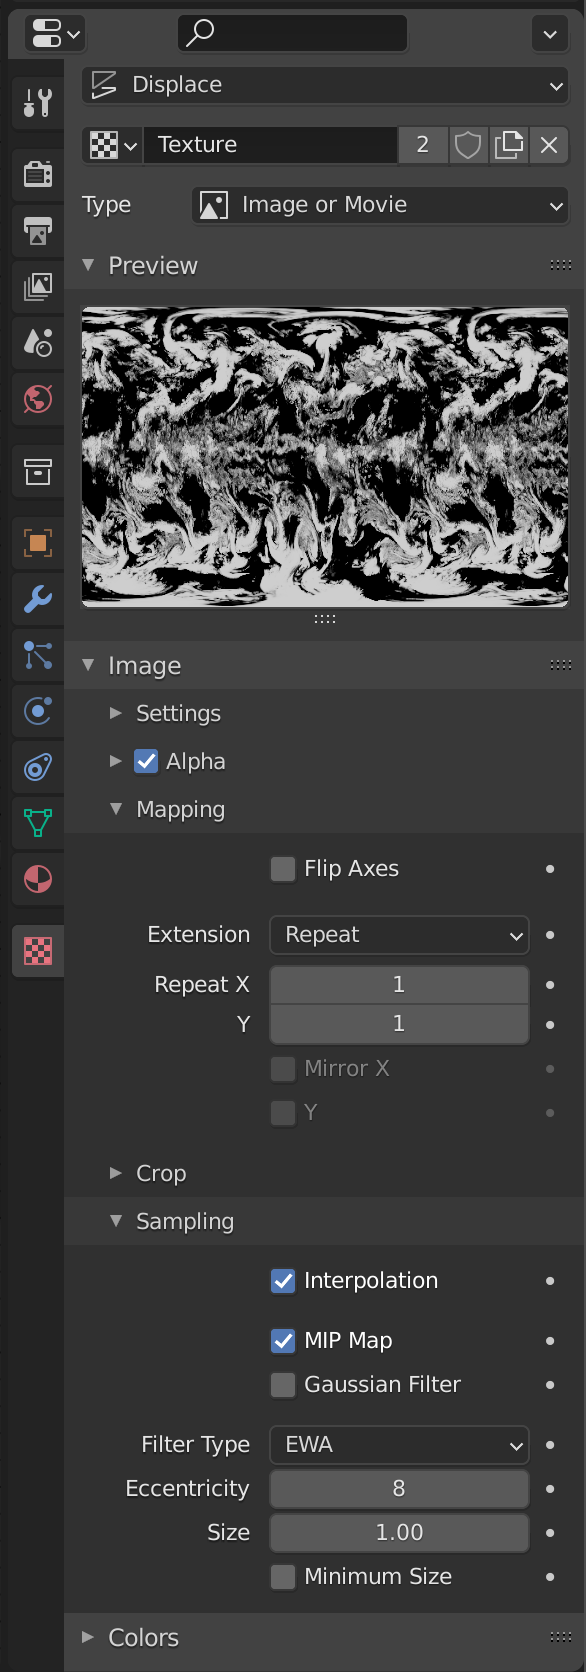 Displace
Texture 2
Type Image or Movie
Preview
Image
Settings
Alpha
Mapping
Flip Axes
Extension Repeat
Repeat X 1
Y 1
Mirror X
Y
Crop
Sampling
Interpolation
MIP Map
Gaussian Filter
Filter Type EWA
Eccentricity 8
Size 1.00
Minimum Size
Colors